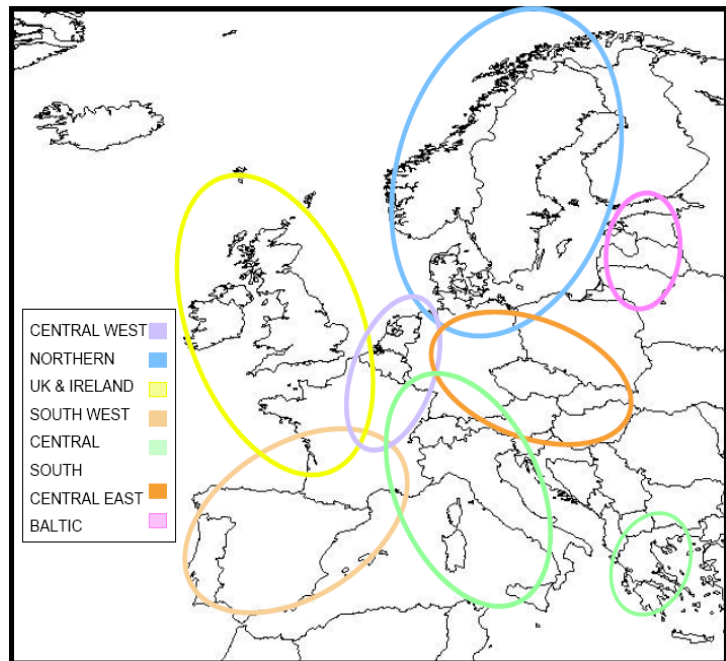 CENTRAL WEST
NORTHERN
UK & IRELAND
SOUTH WEST
CENTRAL
SOUTH
CENTRAL EAST
BALTIC